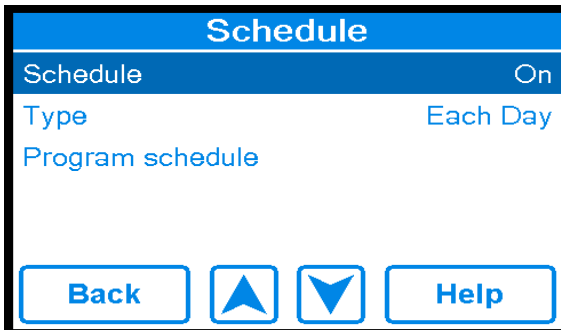 Schedule
Schedule On
Type Each Day
Program schedule
Back Help